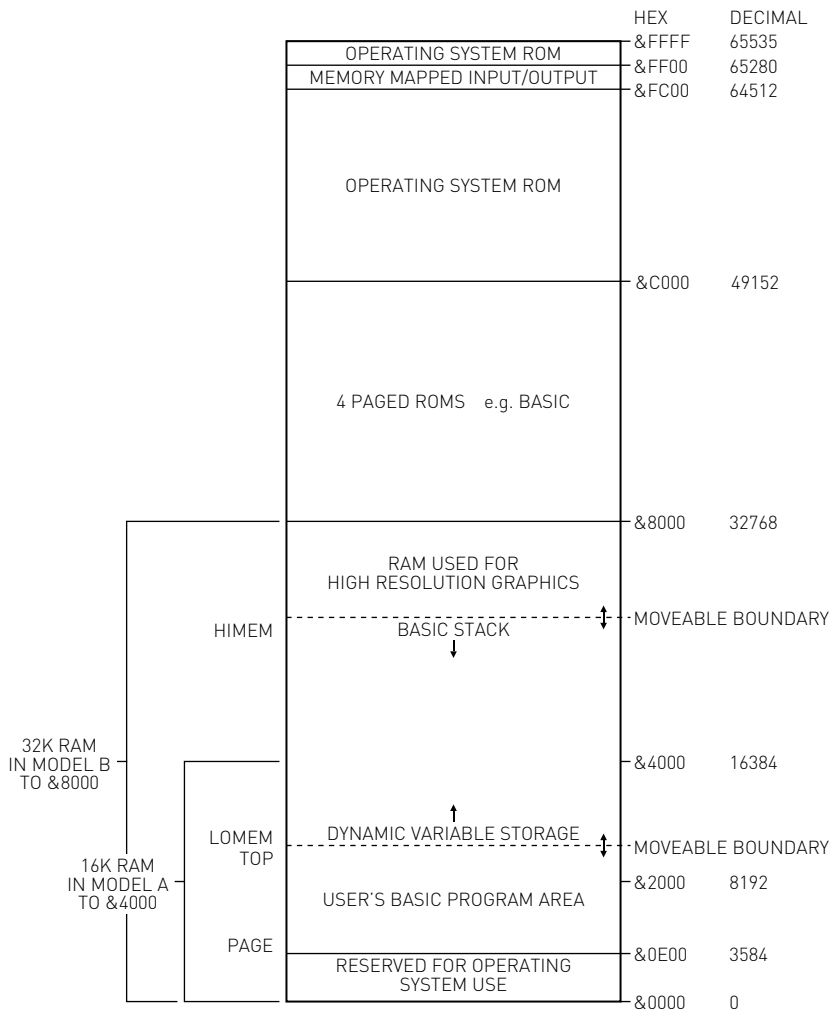 HEX DECIMAL
&FFFF 65535
OPERATING SYSTEM ROM
&FF00 65280
MEMORY MAPPED INPUT/OUTPUT
&FC00 64512
OPERATING SYSTEM ROM
&C000 49152
4 PAGED ROMS e.g. BASIC
&8000 32768
RAM USED FOR
HIGH RESOLUTION GRAPHICS
MOVEABLE BOUNDARY
HIMEM
BASIC STACK
32K RAM
IN MODEL B
TO &8000
&4000 16384
DYNAMIC VARIABLE STORAGE
LOMEM
TOP
MOVEABLE BOUNDARY
16K RAM
IN MODEL A
TO &4000
&2000 8192
USER'S BASIC PROGRAM AREA
PAGE
&0E00 3584
RESERVED FOR OPERATING
SYSTEM USE
&0000 0